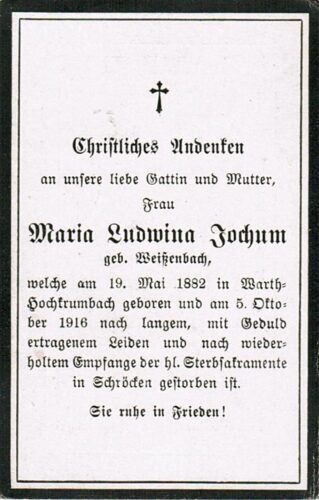 Christliches Andenken
an unsere liebe Gattin und Mutter,
Frau
Maria Ludwina Jochum
geb. Weißenbach,
welche am 19. Mai 1882 in Warth-
Hochkrumbach geboren und am 5. Okto-
ber 1916 nach langem, mit Geduld
ertragenem Leiden und nach wieder-
holtem Empfange der hl. Sterbsakramente
in Schröcken gestorben ist.
Sie ruhe in Frieden!